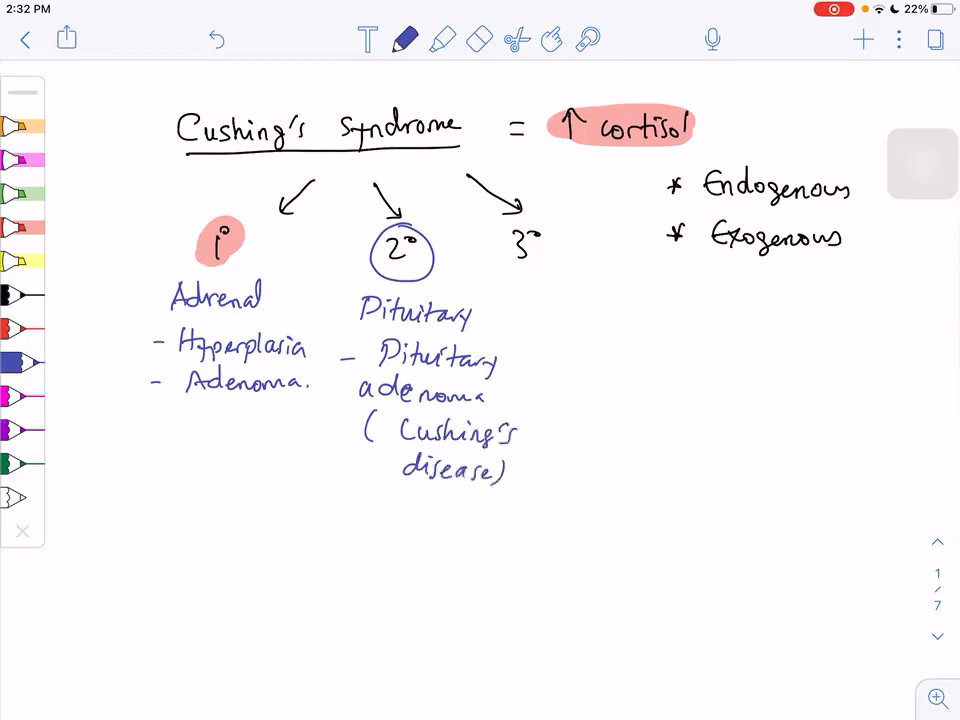 2:32 PM
22%
T
Cushing's Syndrome = ↑ cortisol
* Endogenous
* Exogenous
1°
2°
3°
Adrenal
- Hyperplasia
- Adenoma.
Pituitary
- Pituitary
adenoma
( Cushing's
disease)
1
/
7